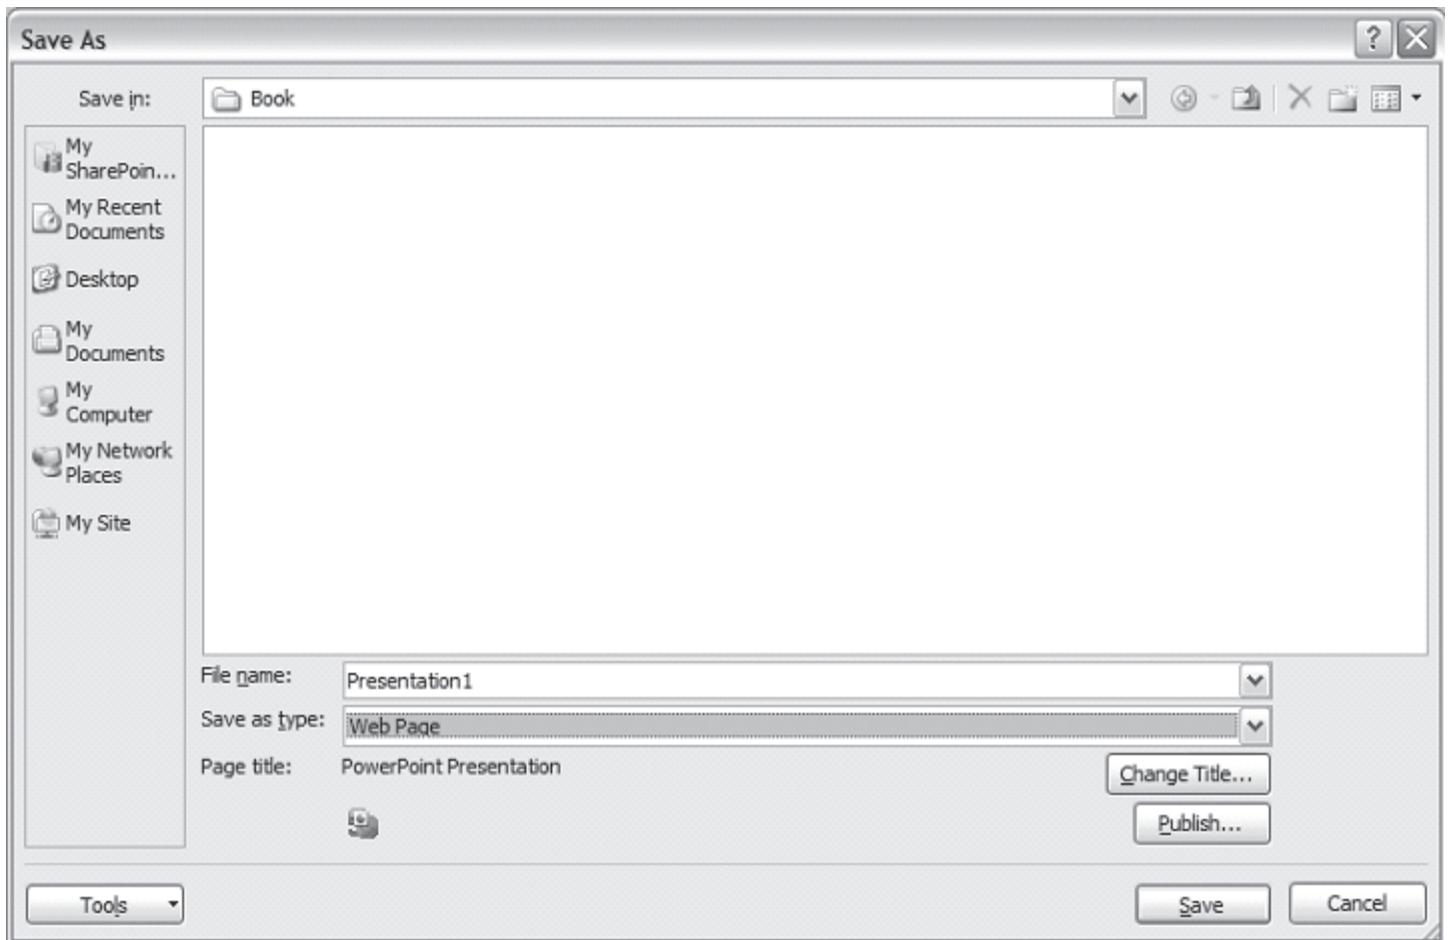 Save As
Save in:
Book
My
SharePoin...
My Recent
Documents
Desktop
My
Documents
My
Computer
My Network
Places
My Site
File name:
Presentation1
Save as type:
Web Page
Page title:
PowerPoint Presentation
Change Title...
Publish...
Tools
Save
Cancel